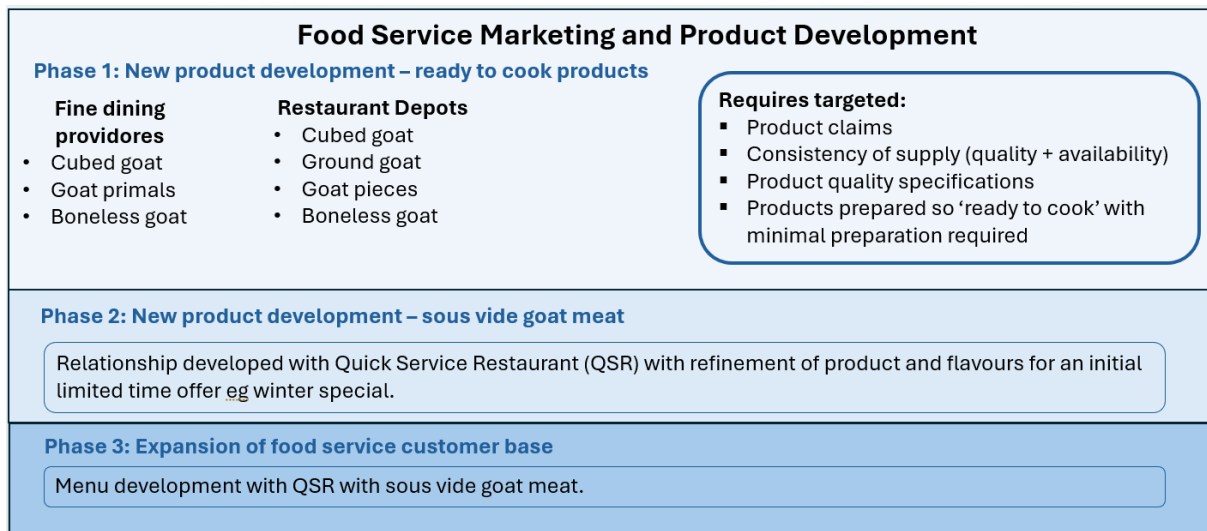 Food Service Marketing and Product Development
Phase 1: New product development – ready to cook products
Fine dining
providores
• Cubed goat
• Goat primals
• Boneless goat
Restaurant Depots
• Cubed goat
• Ground goat
• Goat pieces
• Boneless goat
Requires targeted:
▪ Product claims
▪ Consistency of supply (quality + availability)
▪ Product quality specifications
▪ Products prepared so ‘ready to cook’ with
minimal preparation required
Phase 2: New product development – sous vide goat meat
Relationship developed with Quick Service Restaurant (QSR) with refinement of product and flavours for an initial
limited time offer eg winter special.
Phase 3: Expansion of food service customer base
Menu development with QSR with sous vide goat meat.